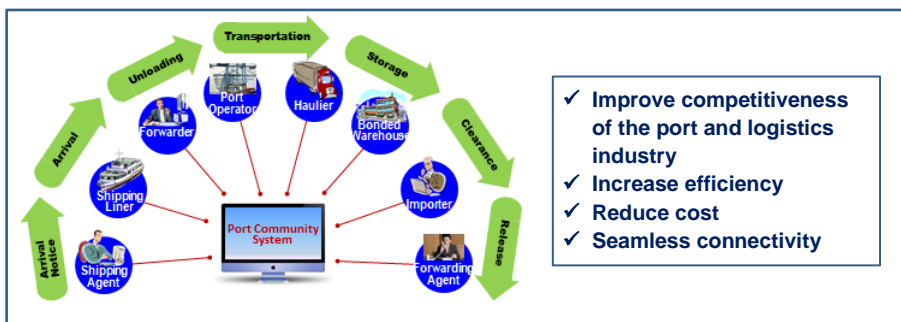 Arrival
Notice
Arrival
Unloading
Transportation
Storage
Clearance
Release
Shipping
Agent
Shipping
Liner
Forwarder
Port
Operator
Haulier
Bonded
Warehouse
Importer
Forwarding
Agent
Port Community
System
✓ Improve competitiveness
of the port and logistics
industry
✓ Increase efficiency
✓ Reduce cost
✓ Seamless connectivity